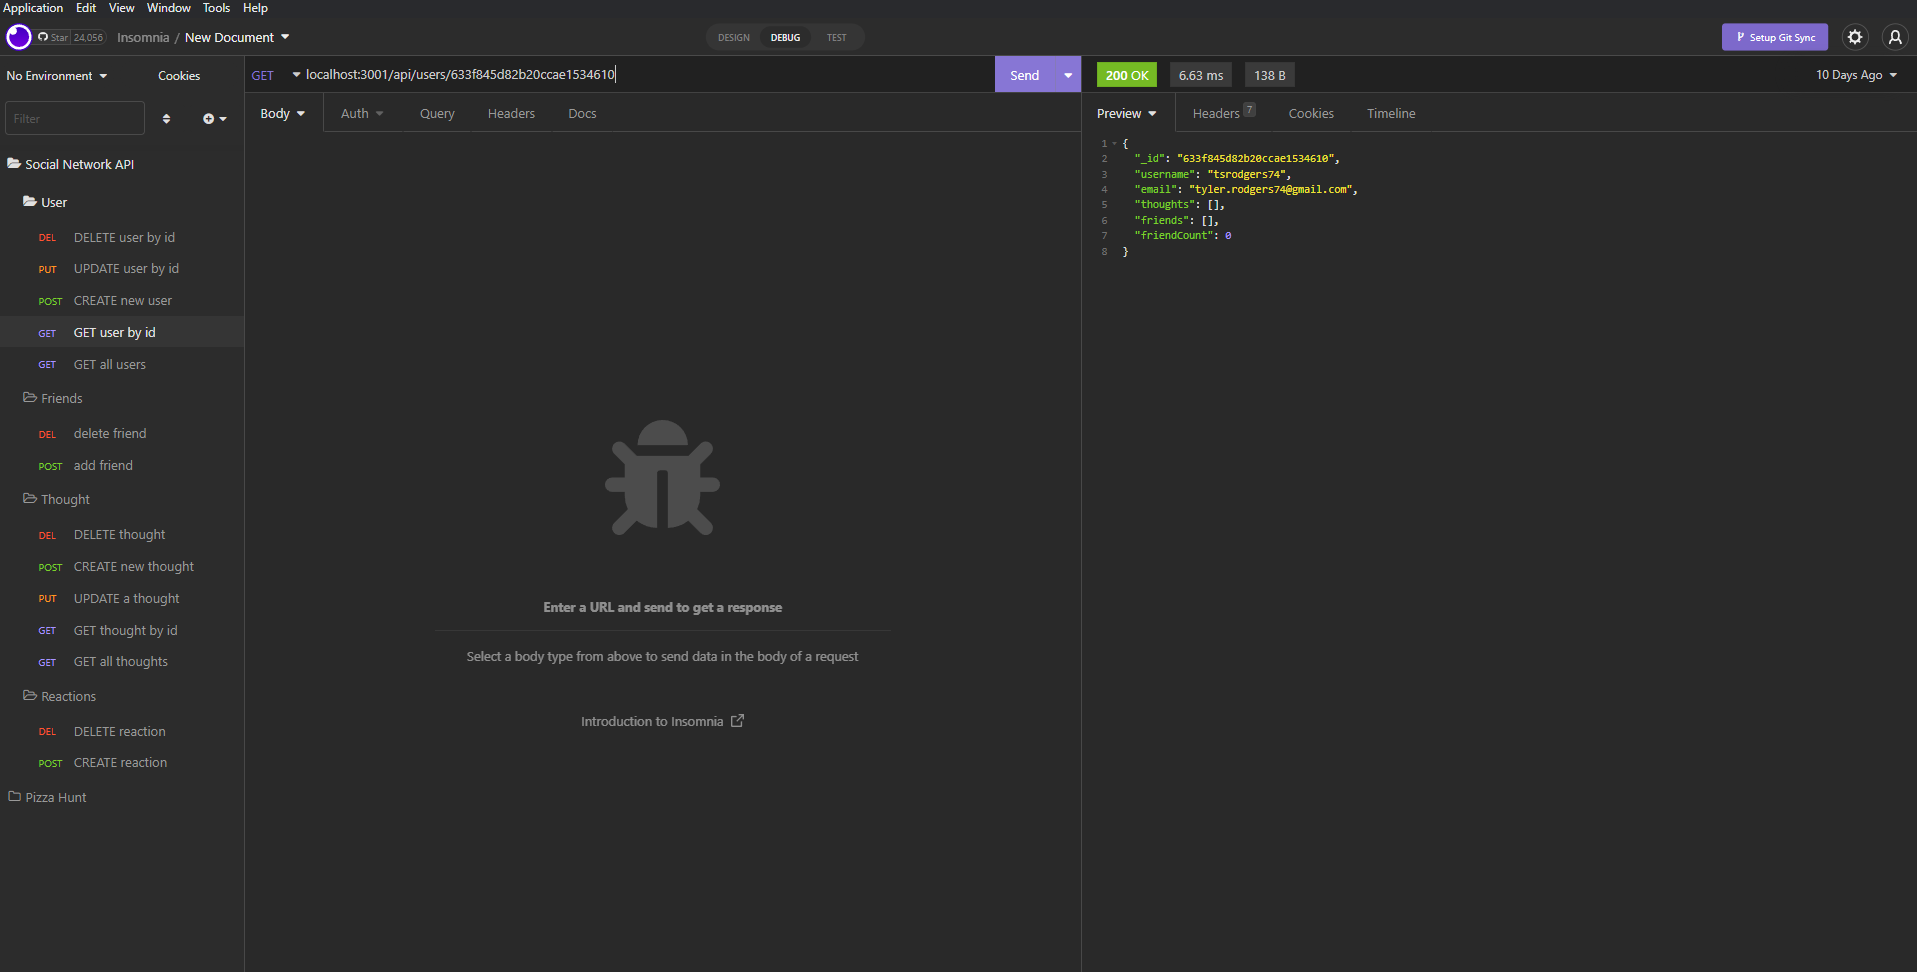 Application Edit View Window Tools Help
Star 24,056 Insomnia / New Document DESIGN DEBUG TEST Setup Git Sync
No Environment Cookies
GET localhost:3001/api/users/633f845d82b20ccae1534610 Send
200 OK 6.63 ms 138 B 10 Days Ago
Filter
Body Auth Query Headers Docs
Preview Headers 7 Cookies Timeline
Social Network API
User
DEL DELETE user by id
PUT UPDATE user by id
POST CREATE new user
GET GET user by id
GET GET all users
Friends
DEL delete friend
POST add friend
Thought
DEL DELETE thought
POST CREATE new thought
PUT UPDATE a thought
GET GET thought by id
GET GET all thoughts
Reactions
DEL DELETE reaction
POST CREATE reaction
Pizza Hunt
Enter a URL and send to get a response
Select a body type from above to send data in the body of a request
Introduction to Insomnia
1 {
2 "_id": "633f845d82b20ccae1534610",
3 "username": "tsrodgers74",
4 "email": "tyler.rodgers74@gmail.com",
5 "thoughts": [],
6 "friends": [],
7 "friendCount": 0
8 }